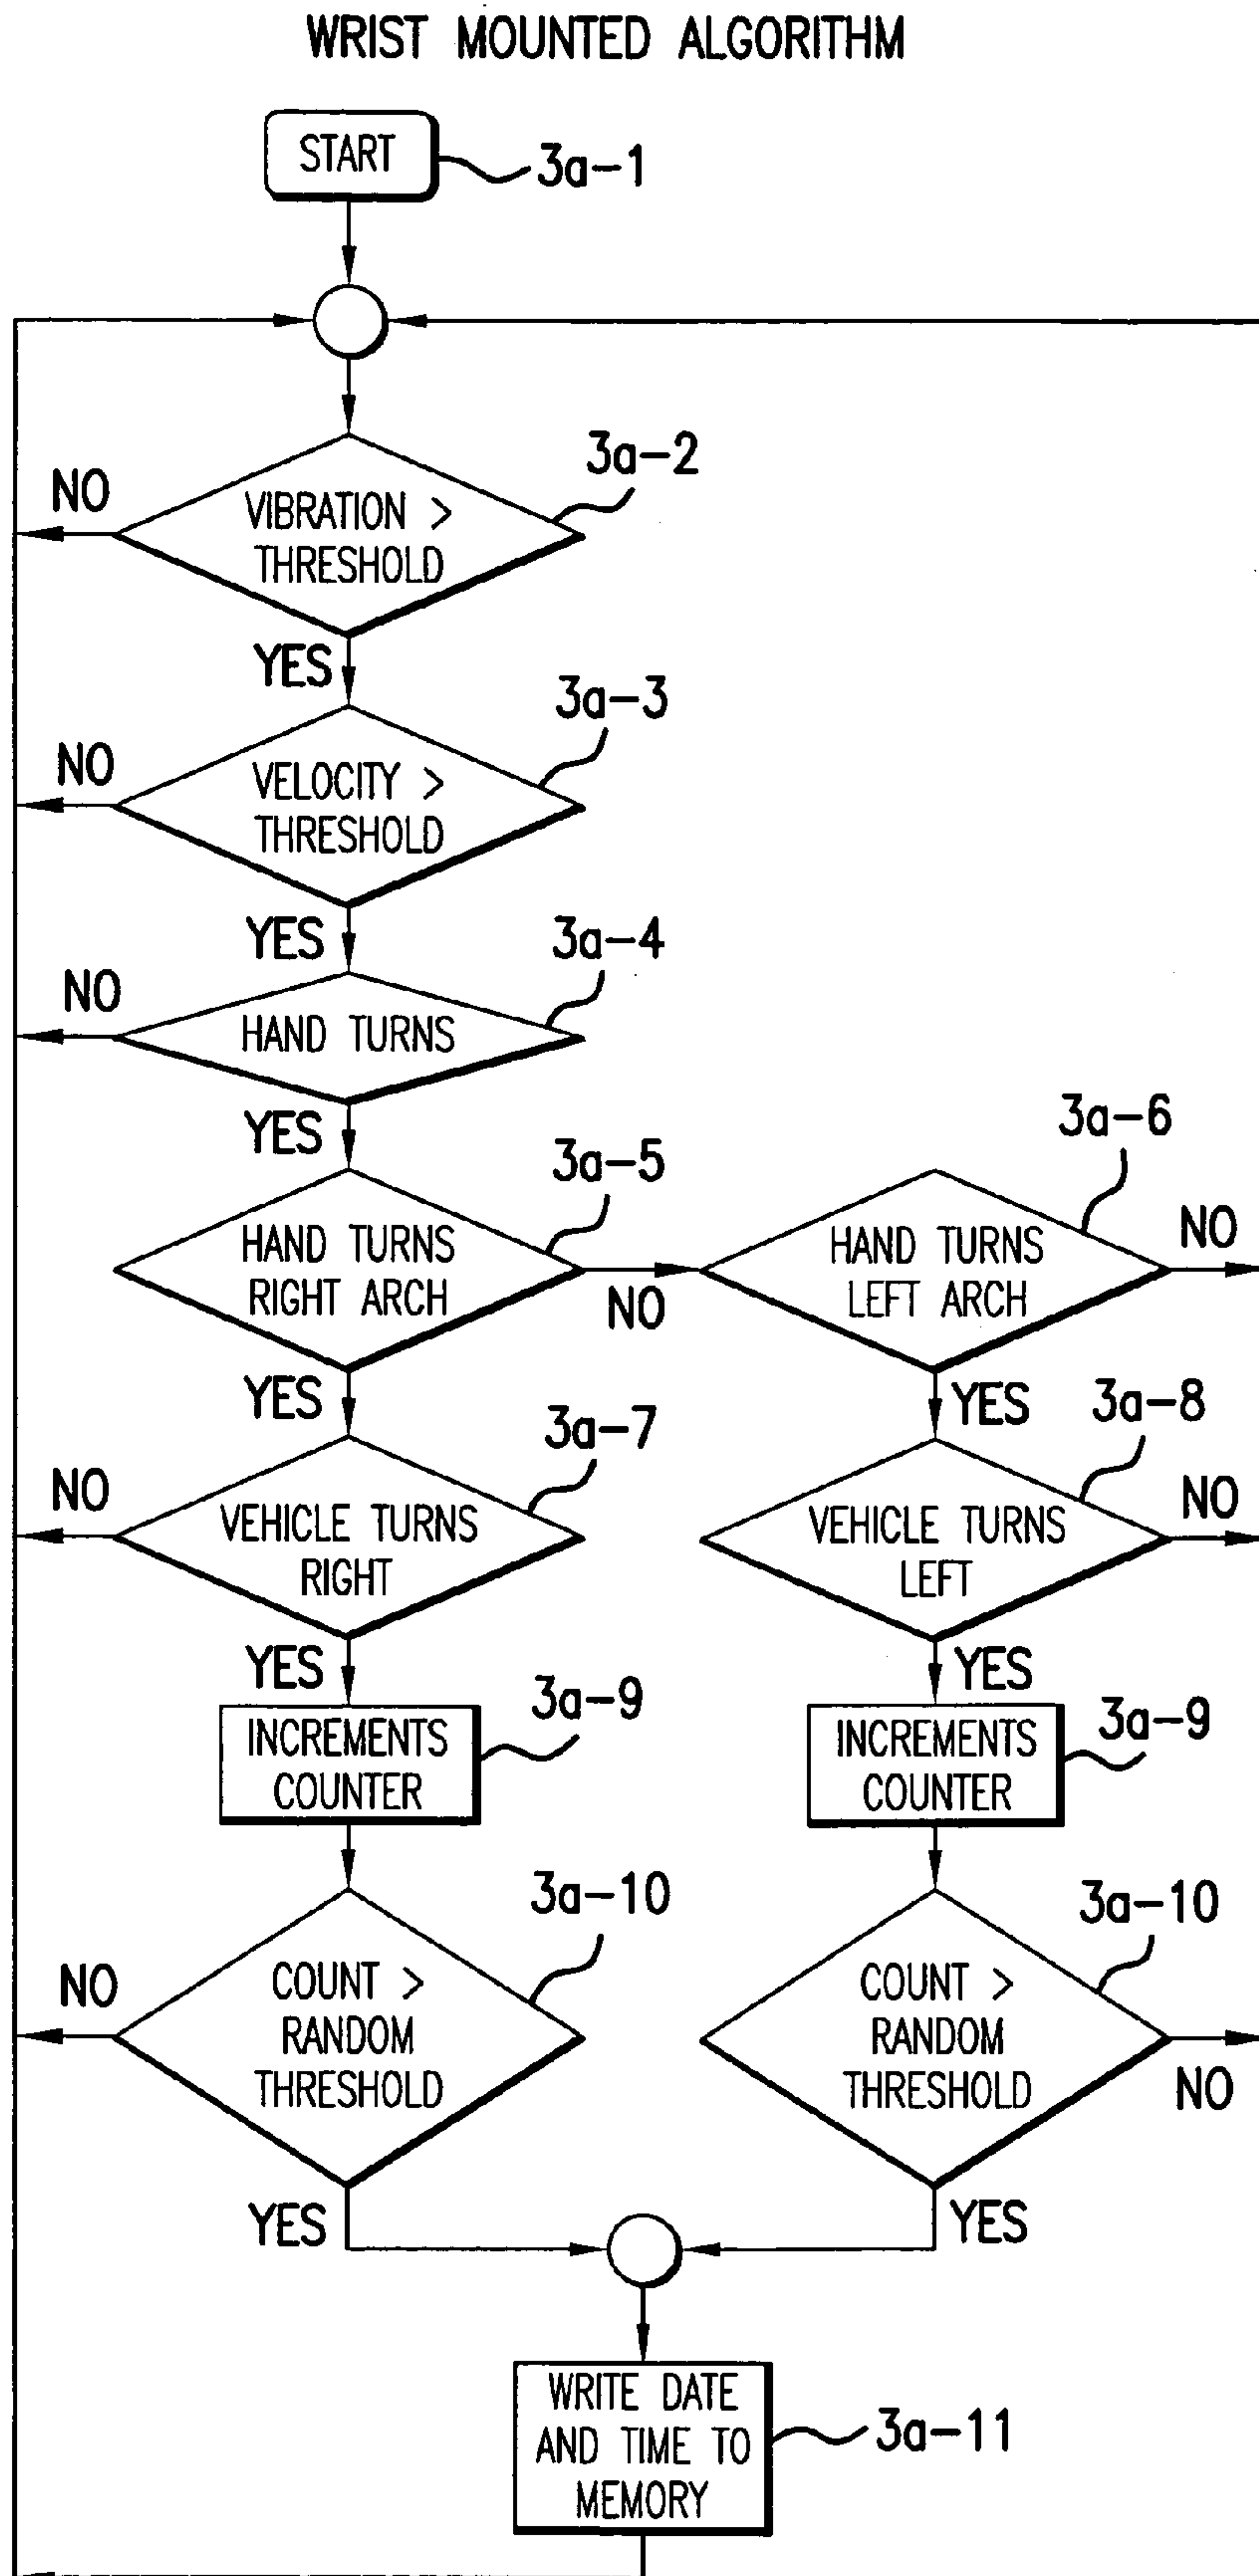 WRIST MOUNTED ALGORITHM
START
3a-1
3a-2
NO
VIBRATION >
THRESHOLD
YES
3a-3
NO
VELOCITY >
THRESHOLD
YES
3a-4
NO
HAND TURNS
YES
3a-5
HAND TURNS
RIGHT ARCH
NO
3a-6
HAND TURNS
LEFT ARCH
NO
YES
YES
3a-7
NO
VEHICLE TURNS
RIGHT
3a-8
VEHICLE TURNS
LEFT
NO
YES
YES
INCREMENTS
COUNTER
3a-9
INCREMENTS
COUNTER
3a-9
3a-10
NO
COUNT >
RANDOM
THRESHOLD
3a-10
COUNT >
RANDOM
THRESHOLD
NO
YES
YES
WRITE DATE
AND TIME TO
MEMORY
3a-11